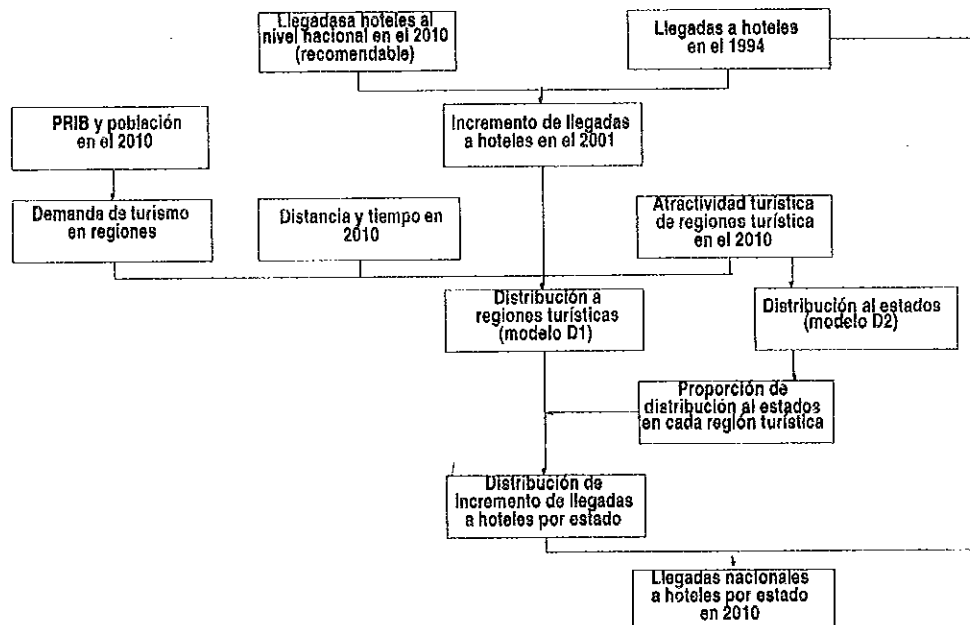 Llegadasa hoteles al
nivel nacional en el 2010
(recomendable)
Llegadas a hoteles
en el 1994
PRIB y población
en el 2010
Incremento de llegadas
a hoteles en el 2001
Demanda de turismo
en regiones
Distancia y tiempo en
2010
Atractividad turística
de regiones turística
en el 2010
Distribución a
regiones turísticas
(modelo D1)
Distribución al estados
(modelo D2)
Proporción de
distribución al estados
en cada región turística
Distribución de
Incremento de llegadas
a hoteles por estado
Llegadas nacionales
a hoteles por estado
en 2010